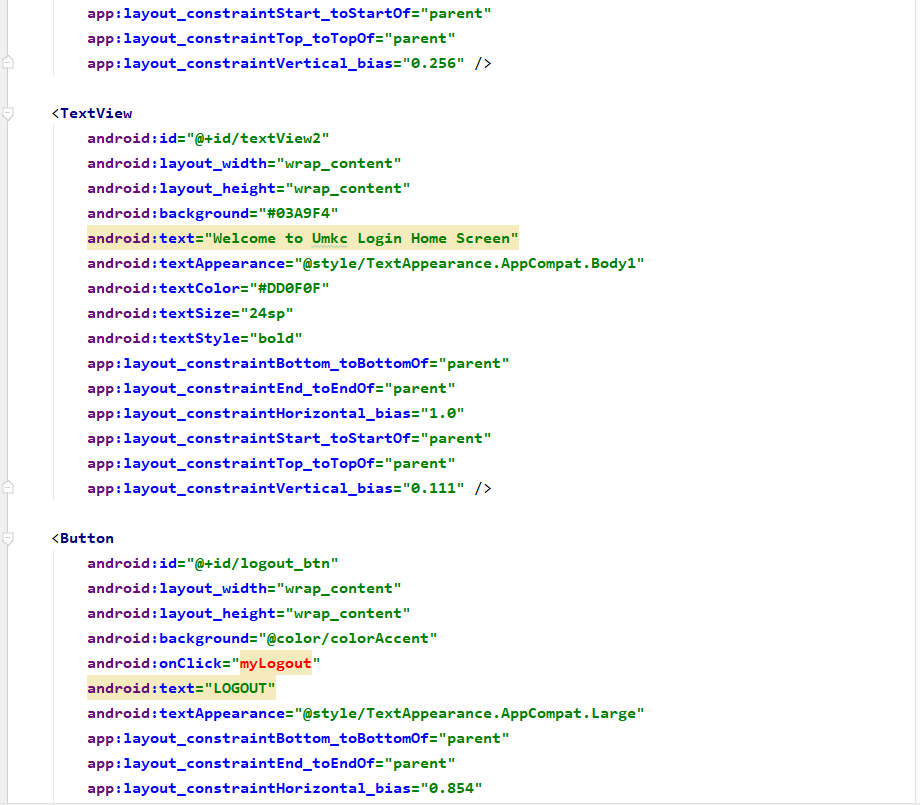 app:layout_constraintStart_toStartOf="parent"
app:layout_constraintTop_toTopOf="parent"
app:layout_constraintVertical_bias="0.256" />
<TextView
android:id="@+id/textView2"
android:layout_width="wrap_content"
android:layout_height="wrap_content"
android:background="#03A9F4"
android:text="Welcome to Umkc Login Home Screen"
android:textAppearance="@style/TextAppearance.AppCompat.Body1"
android:textColor="#DD0F0F"
android:textSize="24sp"
android:textStyle="bold"
app:layout_constraintBottom_toBottomOf="parent"
app:layout_constraintEnd_toEndOf="parent"
app:layout_constraintHorizontal_bias="1.0"
app:layout_constraintStart_toStartOf="parent"
app:layout_constraintTop_toTopOf="parent"
app:layout_constraintVertical_bias="0.111" />
<Button
android:id="@+id/logout_btn"
android:layout_width="wrap_content"
android:layout_height="wrap_content"
android:background="@color/colorAccent"
android:onClick="myLogout"
android:text="LOGOUT"
android:textAppearance="@style/TextAppearance.AppCompat.Large"
app:layout_constraintBottom_toBottomOf="parent"
app:layout_constraintEnd_toEndOf="parent"
app:layout_constraintHorizontal_bias="0.854"